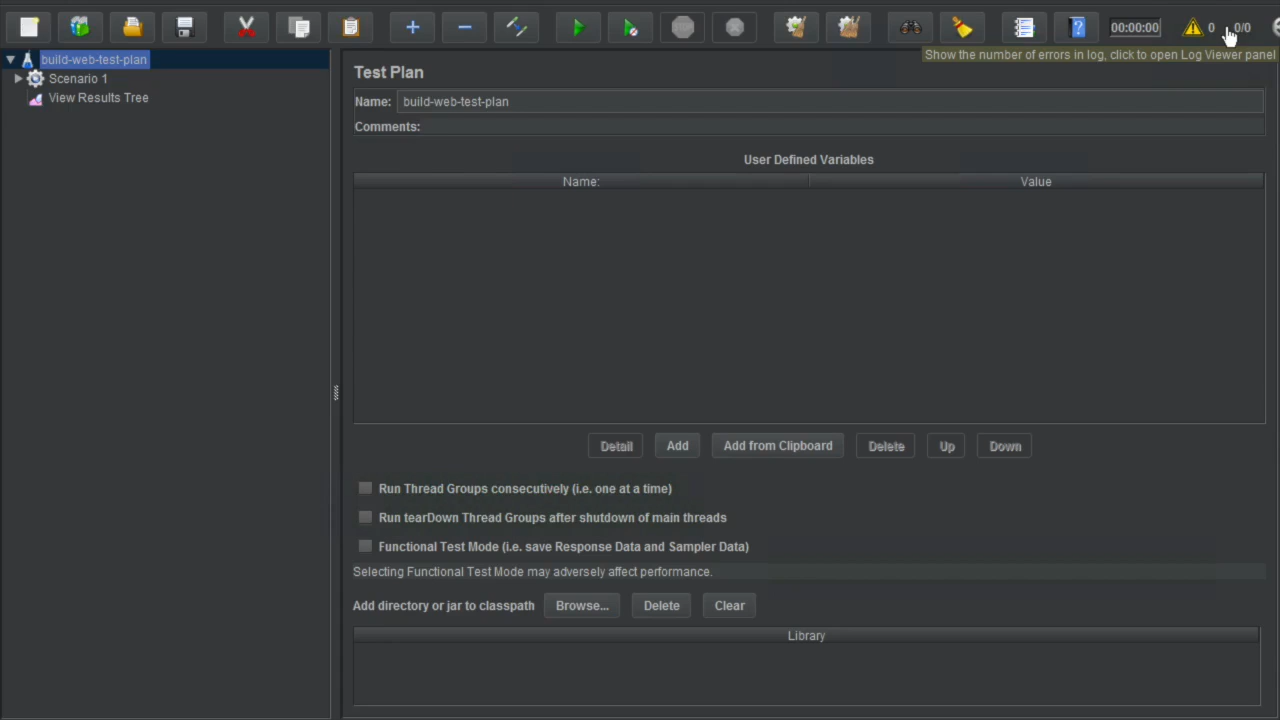 00:00:00 0 0/0
Show the number of errors in log, click to open Log Viewer panel
build-web-test-plan
Scenario 1
View Results Tree
Test Plan
Name: build-web-test-plan
Comments:
User Defined Variables
Name: Value
Detail Add Add from Clipboard Delete Up Down
Run Thread Groups consecutively (i.e. one at a time)
Run tearDown Thread Groups after shutdown of main threads
Functional Test Mode (i.e. save Response Data and Sampler Data)
Selecting Functional Test Mode may adversely affect performance.
Add directory or jar to classpath Browse... Delete Clear
Library